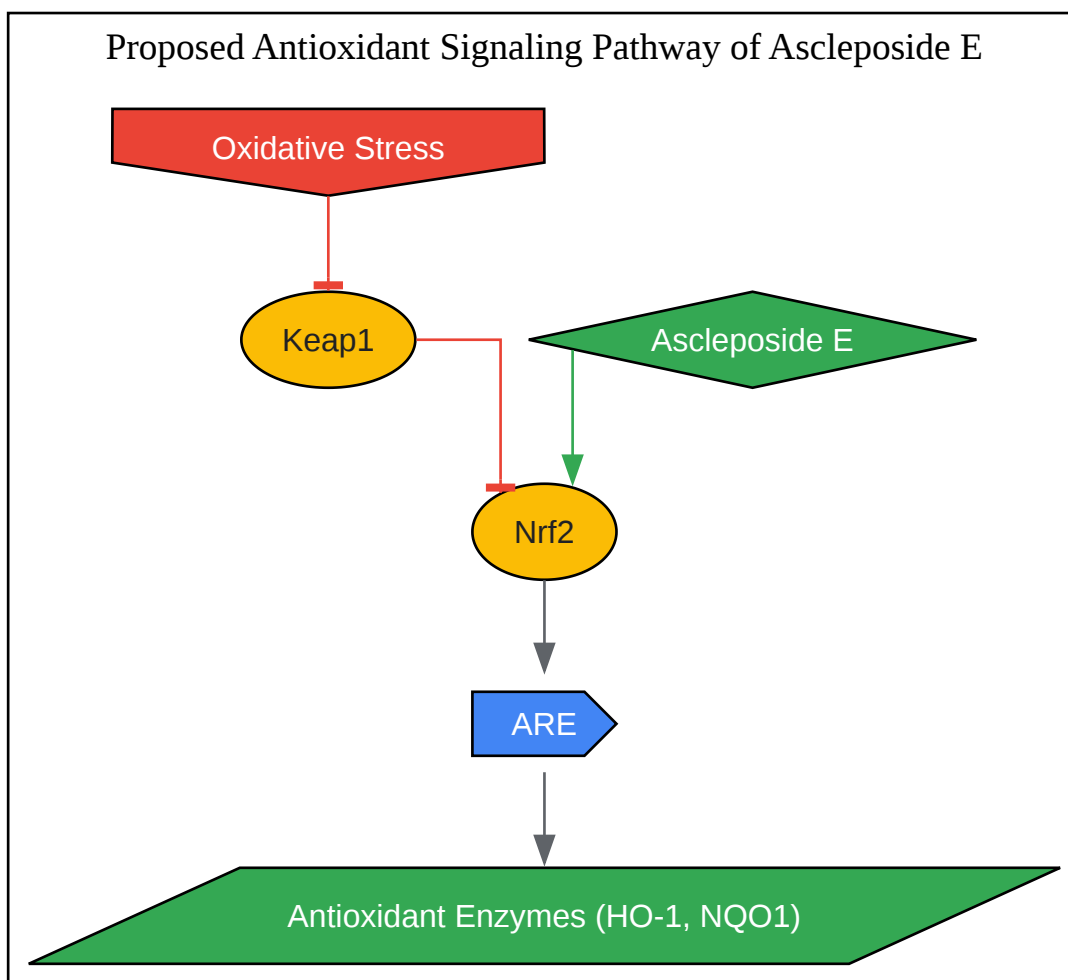 Proposed Antioxidant Signaling Pathway of Ascleposide E
Oxidative Stress
Keap1
Ascleposide E
Nrf2
ARE
Antioxidant Enzymes (HO-1, NQO1)